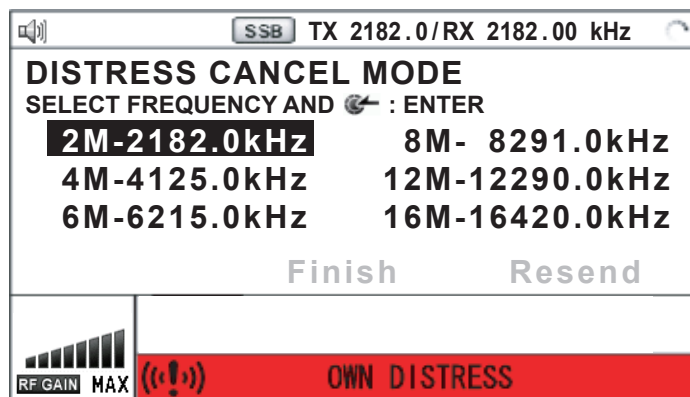 SSB TX 2182.0/RX 2182.00 kHz
DISTRESS CANCEL MODE
SELECT FREQUENCY AND : ENTER
2M-2182.0kHz 8M- 8291.0kHz
4M-4125.0kHz 12M-12290.0kHz
6M-6215.0kHz 16M-16420.0kHz
Finish Resend
RF GAIN MAX OWN DISTRESS